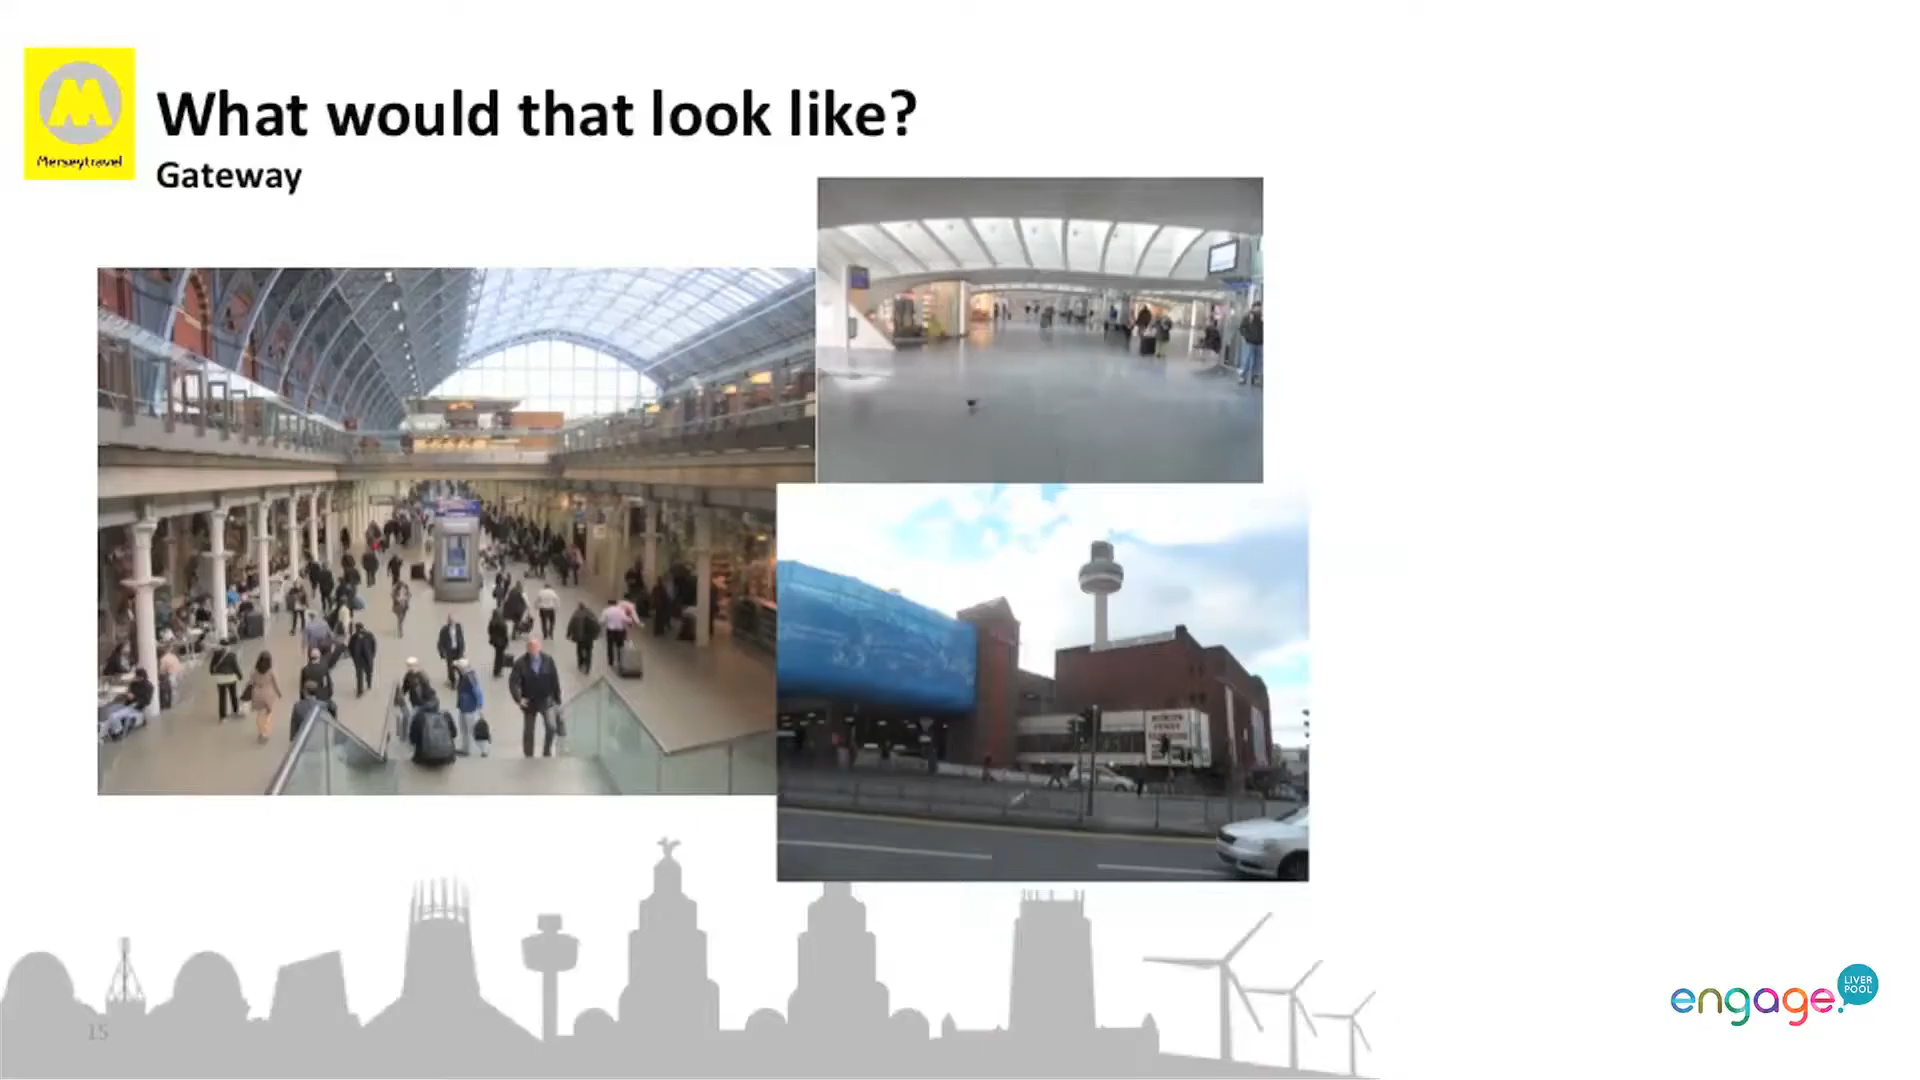 What would that look like?
Merseytravel
Gateway
15
engage.
LIVER
POOL